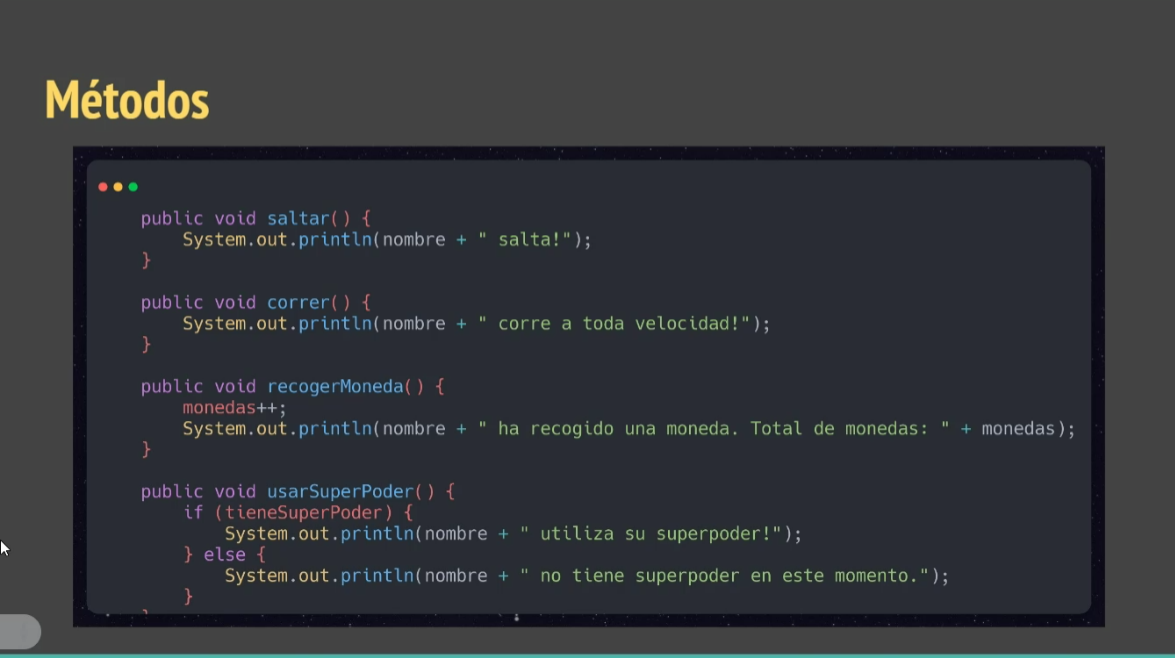 Métodos
public void saltar() {
System.out.println(nombre + " salta!");
}
public void correr() {
System.out.println(nombre + " corre a toda velocidad!");
}
public void recogerMoneda() {
monedas++;
System.out.println(nombre + " ha recogido una moneda. Total de monedas: " + monedas);
}
public void usarSuperPoder() {
if (tieneSuperPoder) {
System.out.println(nombre + " utiliza su superpoder!");
} else {
System.out.println(nombre + " no tiene superpoder en este momento.");
}